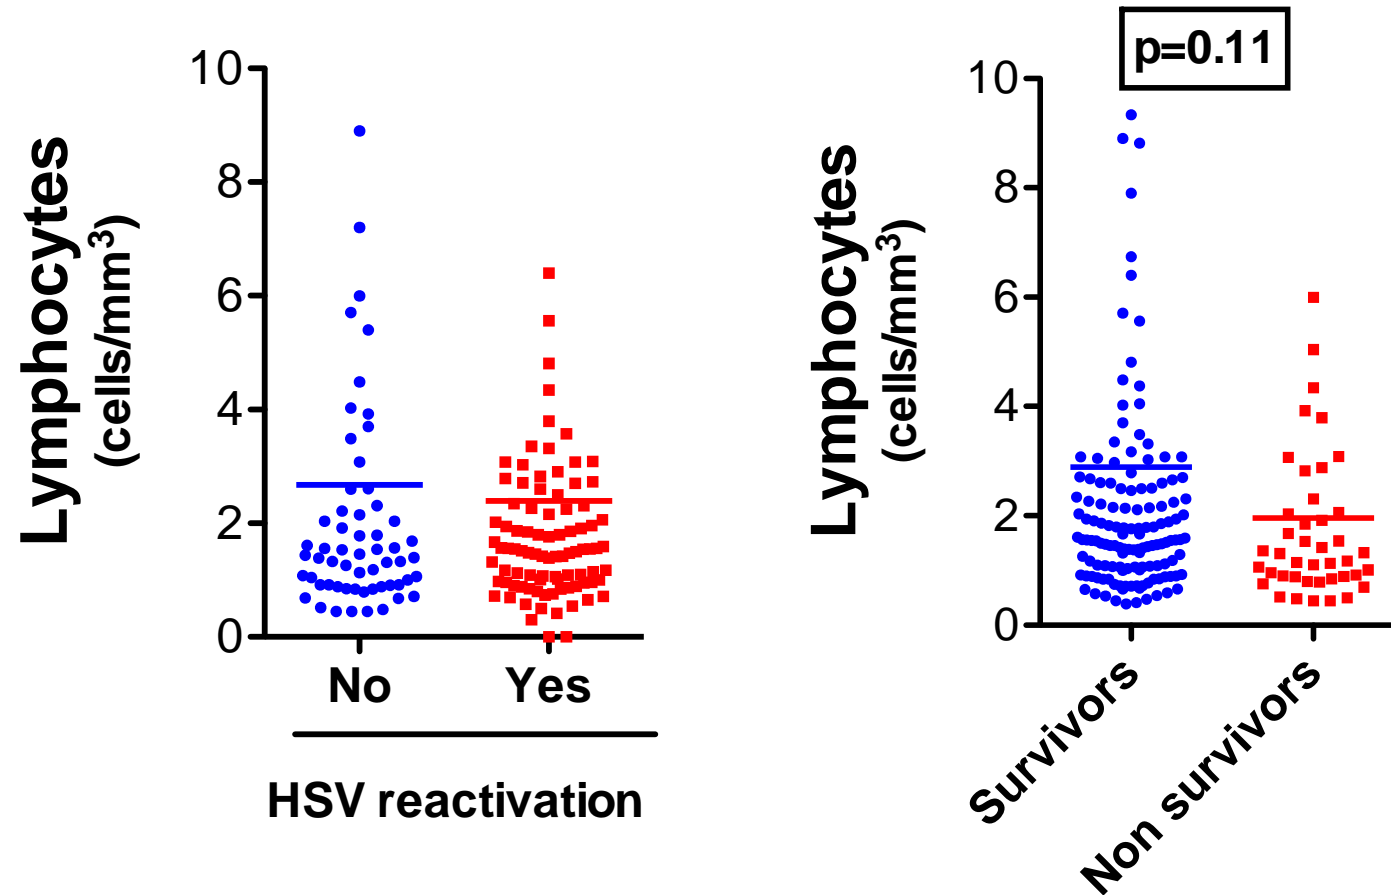 Lymphocytes
(cells/mm³)
10
8
6
4
2
0
No Yes
HSV reactivation
p=0.11
Lymphocytes
(cells/mm³)
10
8
6
4
2
0
Survivors
Non survivors